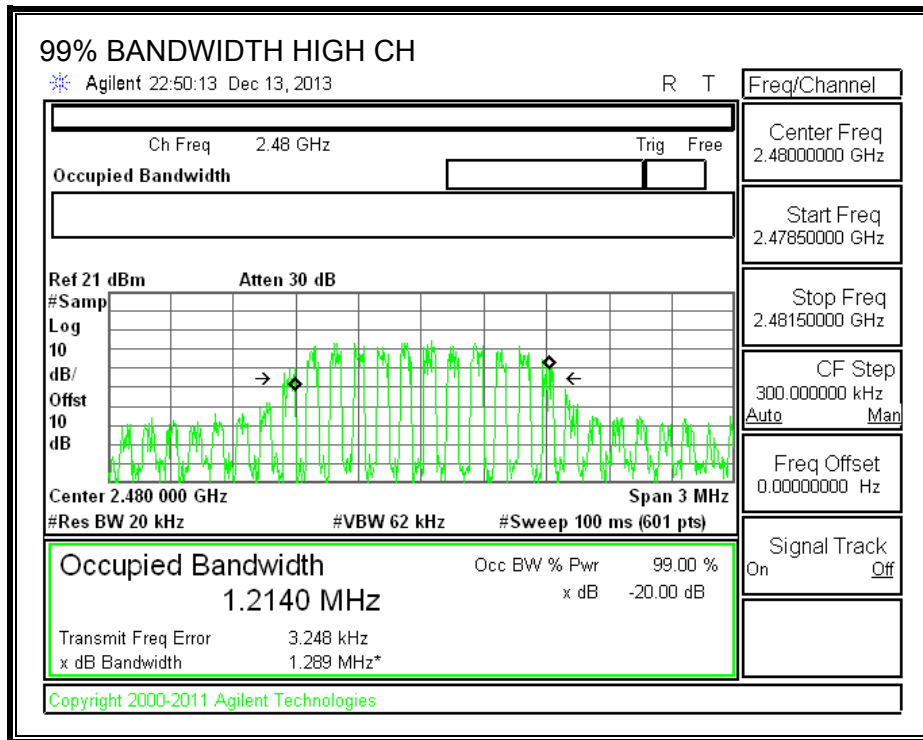 99% BANDWIDTH HIGH CH
Agilent 22:50:13 Dec 13, 2013 R T
Freq/Channel
Ch Freq 2.48 GHz Trig Free
Occupied Bandwidth
Center Freq
2.48000000 GHz
Start Freq
2.47850000 GHz
Stop Freq
2.48150000 GHz
CF Step
300.000000 kHz
Auto Man
Freq Offset
0.00000000 Hz
Signal Track
On Off
Ref 21 dBm Atten 30 dB
#Samp
Log
10
dB/
Offst
10
dB
Center 2.480 000 GHz Span 3 MHz
#Res BW 20 kHz #VBW 62 kHz #Sweep 100 ms (601 pts)
Occupied Bandwidth
1.2140 MHz
Occ BW % Pwr 99.00 %
x dB -20.00 dB
Transmit Freq Error 3.248 kHz
x dB Bandwidth 1.289 MHz*
Copyright 2000-2011 Agilent Technologies